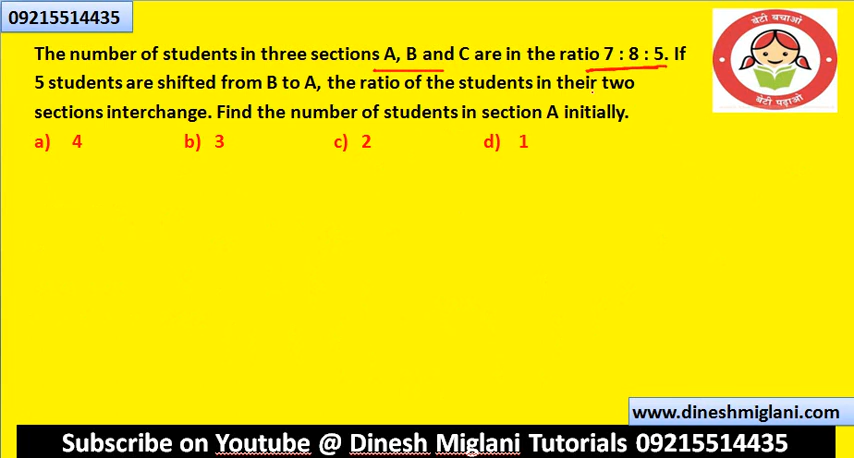 09215514435
The number of students in three sections A, B and C are in the ratio 7 : 8 : 5. If
5 students are shifted from B to A, the ratio of the students in their two
sections interchange. Find the number of students in section A initially.
a) 4 b) 3 c) 2 d) 1
बेटी बचाओ
बेटी पढ़ाओ
www.dineshmiglani.com
Subscribe on Youtube @ Dinesh Miglani Tutorials 09215514435